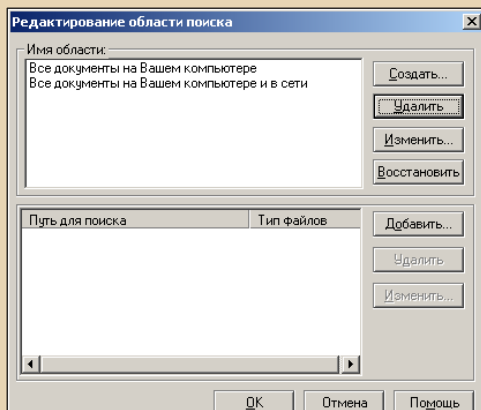 Редактирование области поиска
Имя области:
Все документы на Вашем компьютере
Все документы на Вашем компьютере и в сети
Создать...
Удалить
Изменить...
Восстановить
Путь для поиска
Тип файлов
Добавить...
Удалить
Изменить...
OK
Отмена
Помощь